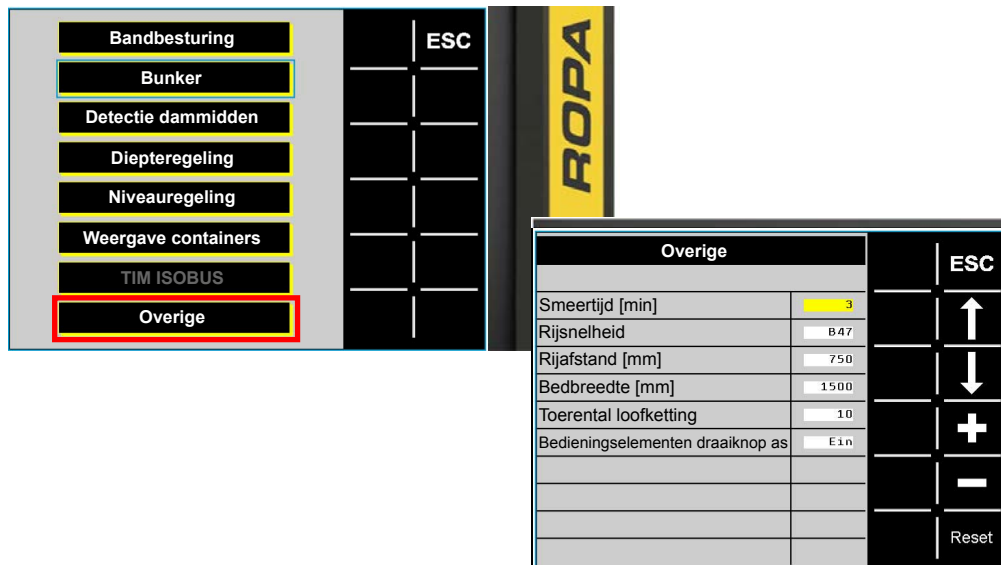 Bandbesturing
ESC
Bunker
Detectie dammidden
Diepteregeling
Niveauregeling
Weergave containers
TIM ISOBUS
Overige
ROPA
Overige
ESC
Smeertijd [min] 3
Rijsnelheid B47
Rijafstand [mm] 750
Bedbreedte [mm] 1500
Toerental loofketting 10
Bedieningselementen draaiknop as Ein
Reset